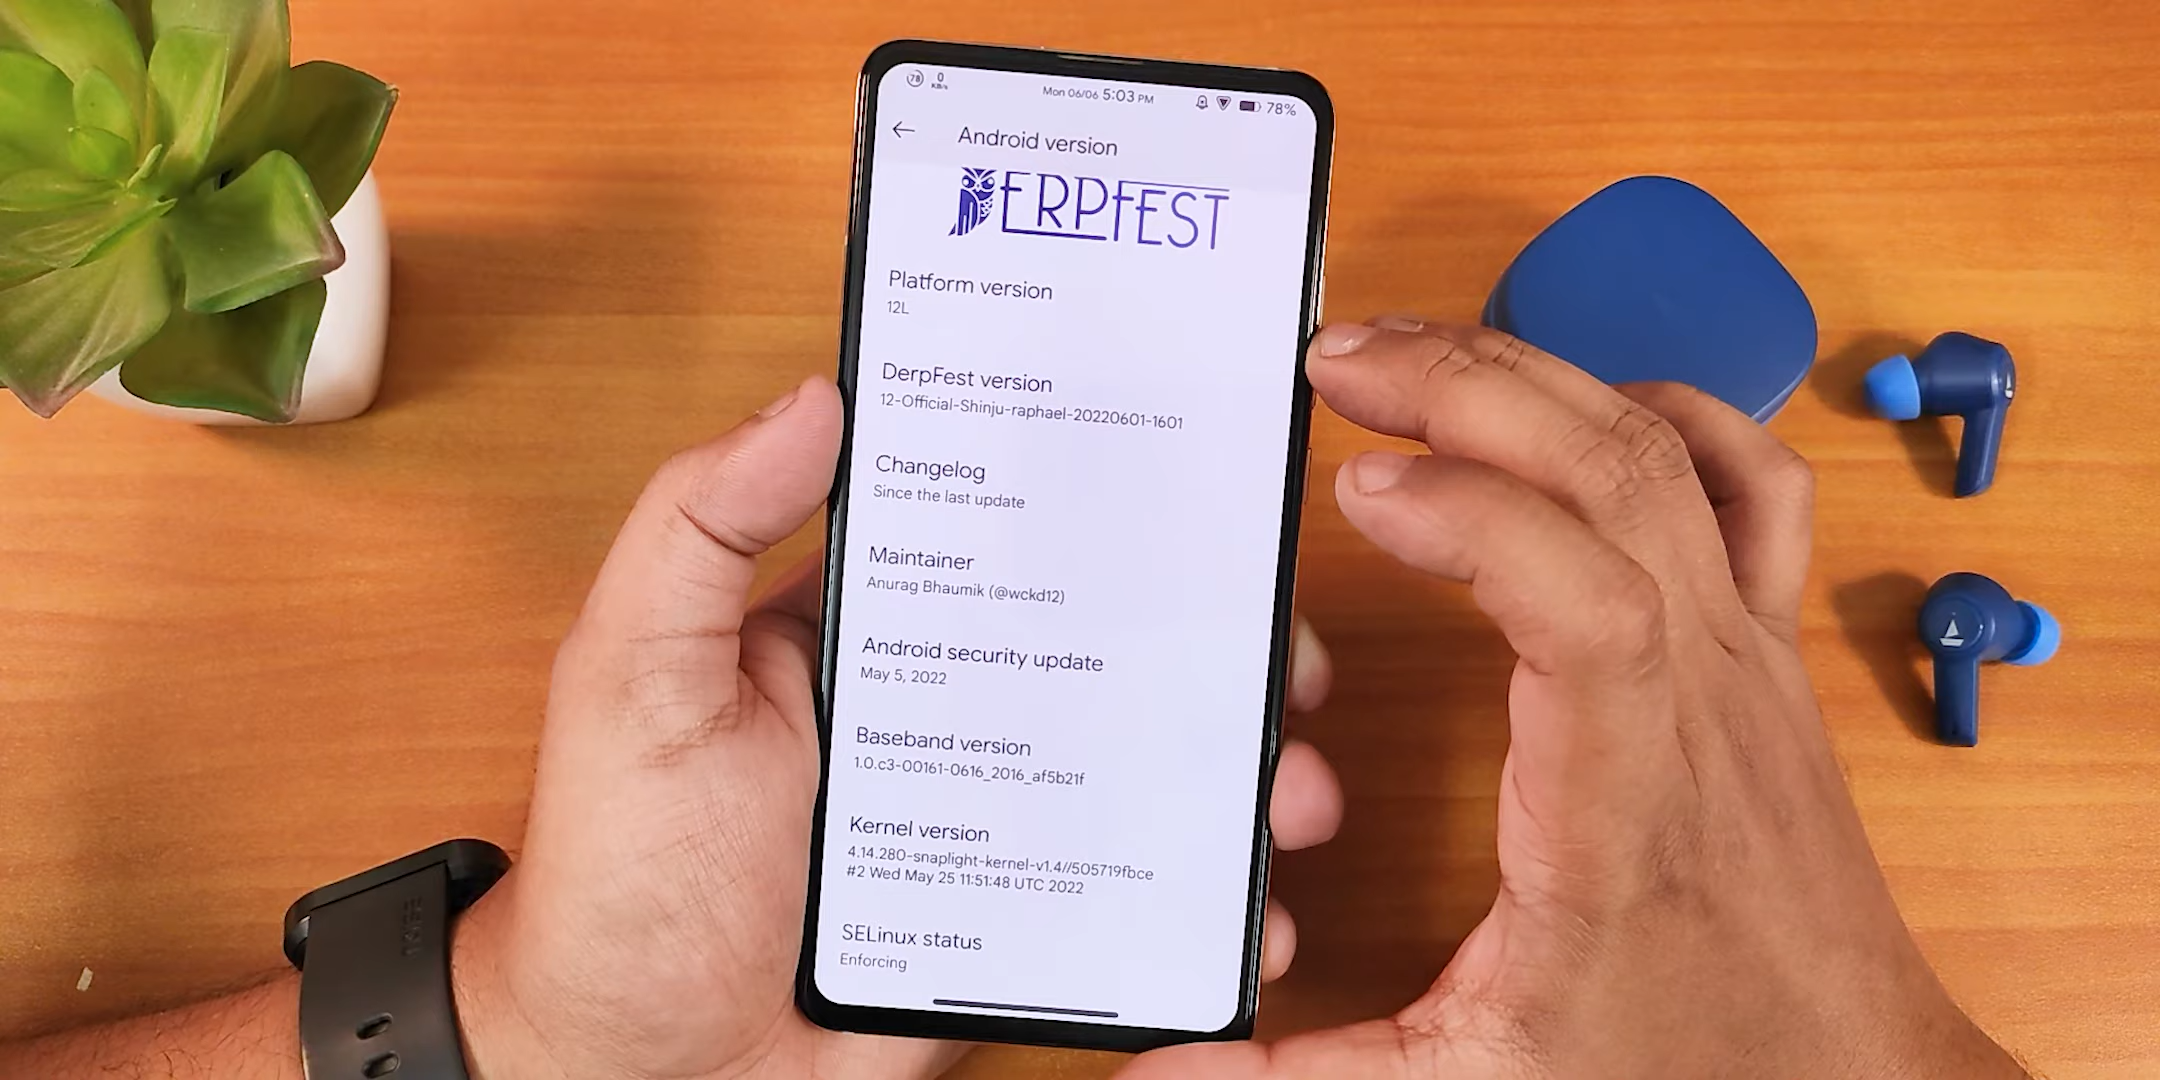 78 0 KB/s Mon 06/06 5:03 PM 78%
Android version
DERPFEST
Platform version
12L
DerpFest version
12-Official-Shinju-raphael-20220601-1601
Changelog
Since the last update
Maintainer
Anurag Bhaumik (@wckd12)
Android security update
May 5, 2022
Baseband version
1.0.c3-00161-0616_2016_af5b21f
Kernel version
4.14.280-snaplight-kernel-v1.4//505719fbce
#2 Wed May 25 11:51:48 UTC 2022
SELinux status
Enforcing